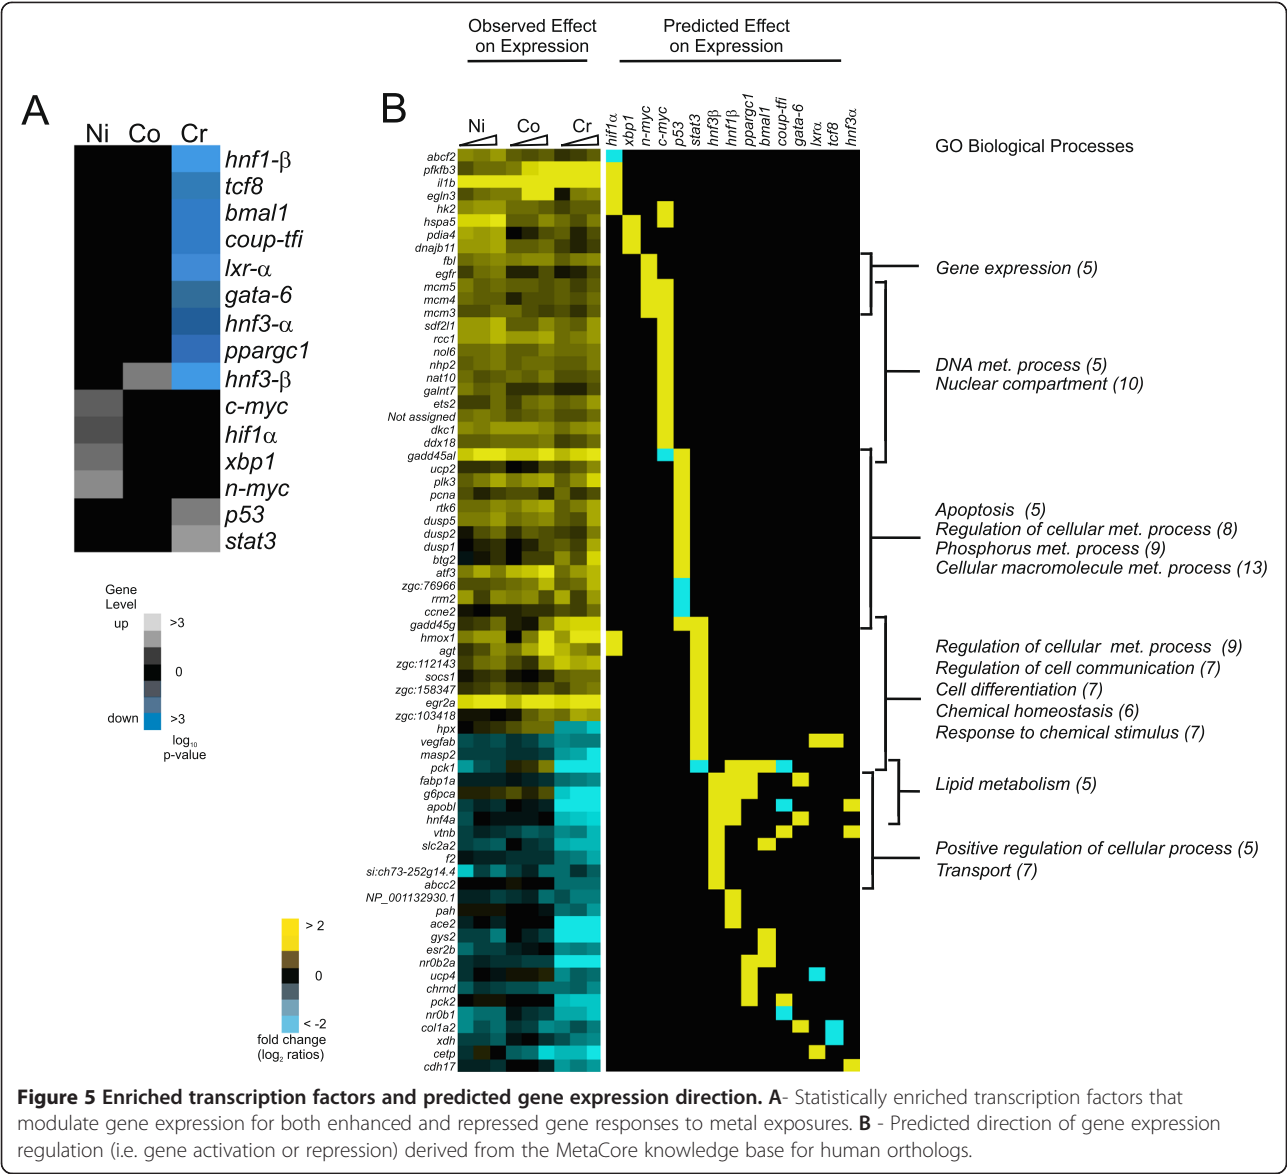 Observed Effect
on Expression
Predicted Effect
on Expression
A
Ni Co Cr
hnf1-β
tcf8
bmal1
coup-tfi
lxr-α
gata-6
hnf3-α
ppargc1
hnf3-β
c-myc
hif1α
xbp1
n-myc
p53
stat3
Gene
Level
up
>3
0
down
>3
log10
p-value
B
Ni Co Cr
hif1α
xbp1
n-myc
c-myc
p53
stat3
hnf3β
hnf1β
ppargc1
bmal1
coup-tfi
gata-6
lxrα
tcf8
hnf3α
GO Biological Processes
abcf2
pfkfb3
il1b
egln3
hk2
hspa5
pdia4
dnajb11
fbl
egfr
mcm5
mcm4
mcm3
sdf2l1
rcc1
nol6
nhp2
nat10
galnt7
ets2
Not assigned
dkc1
ddx18
gadd45al
ucp2
plk3
pcna
rtk6
dusp5
dusp2
dusp1
btg2
atf3
zgc:76966
rrm2
ccne2
gadd45g
hmox1
agt
zgc:112143
socs1
zgc:158347
egr2a
zgc:103418
hpx
vegfab
masp2
pck1
fabp1a
g6pca
apobl
hnf4a
vtnb
slc2a2
f2
si:ch73-252g14.4
abcc2
NP_001132930.1
pah
ace2
gys2
esr2b
nr0b2a
ucp4
chrnd
pck2
nr0b1
col1a2
xdh
cetp
cdh17
Gene expression (5)
DNA met. process (5)
Nuclear compartment (10)
Apoptosis (5)
Regulation of cellular met. process (8)
Phosphorus met. process (9)
Cellular macromolecule met. process (13)
Regulation of cellular met. process (9)
Regulation of cell communication (7)
Cell differentiation (7)
Chemical homeostasis (6)
Response to chemical stimulus (7)
Lipid metabolism (5)
Positive regulation of cellular process (5)
Transport (7)
> 2
0
< -2
fold change
(log2 ratios)
Figure 5 Enriched transcription factors and predicted gene expression direction. A- Statistically enriched transcription factors that
modulate gene expression for both enhanced and repressed gene responses to metal exposures. B - Predicted direction of gene expression
regulation (i.e. gene activation or repression) derived from the MetaCore knowledge base for human orthologs.